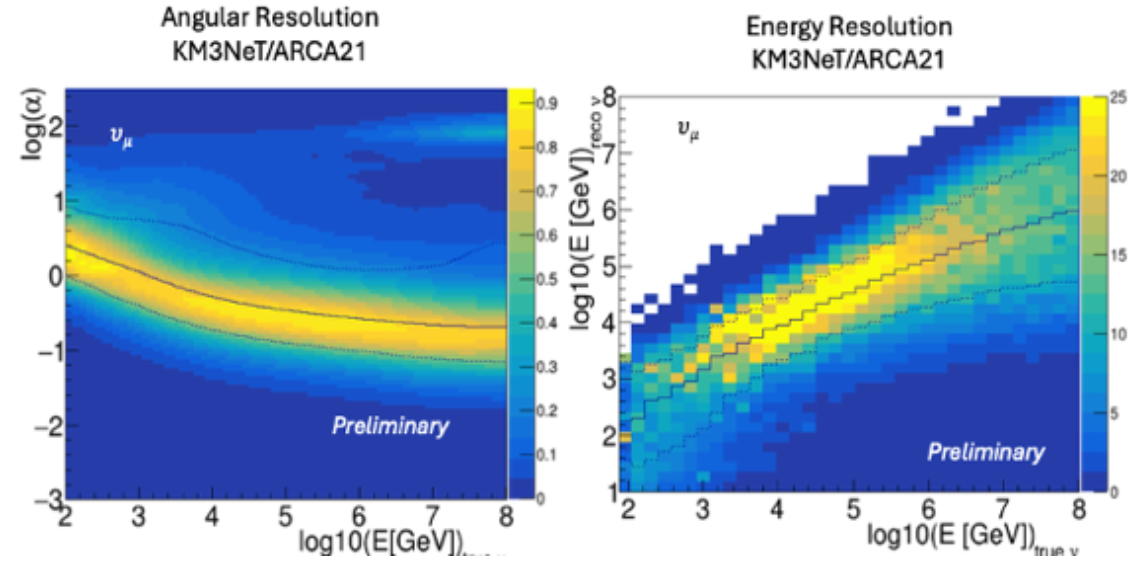 Angular Resolution
KM3NeT/ARCA21
log(α)
2
1
0
−1
−2
−3
υμ
Preliminary
2 3 4 5 6 7 8
log10(E[GeV])true ν
0.9
0.8
0.7
0.6
0.5
0.4
0.3
0.2
0.1
0
Energy Resolution
KM3NeT/ARCA21
log10(E [GeV])reco ν
8
7
6
5
4
3
2
1
υμ
Preliminary
2 3 4 5 6 7 8
log10(E [GeV])true ν
25
20
15
10
5
0